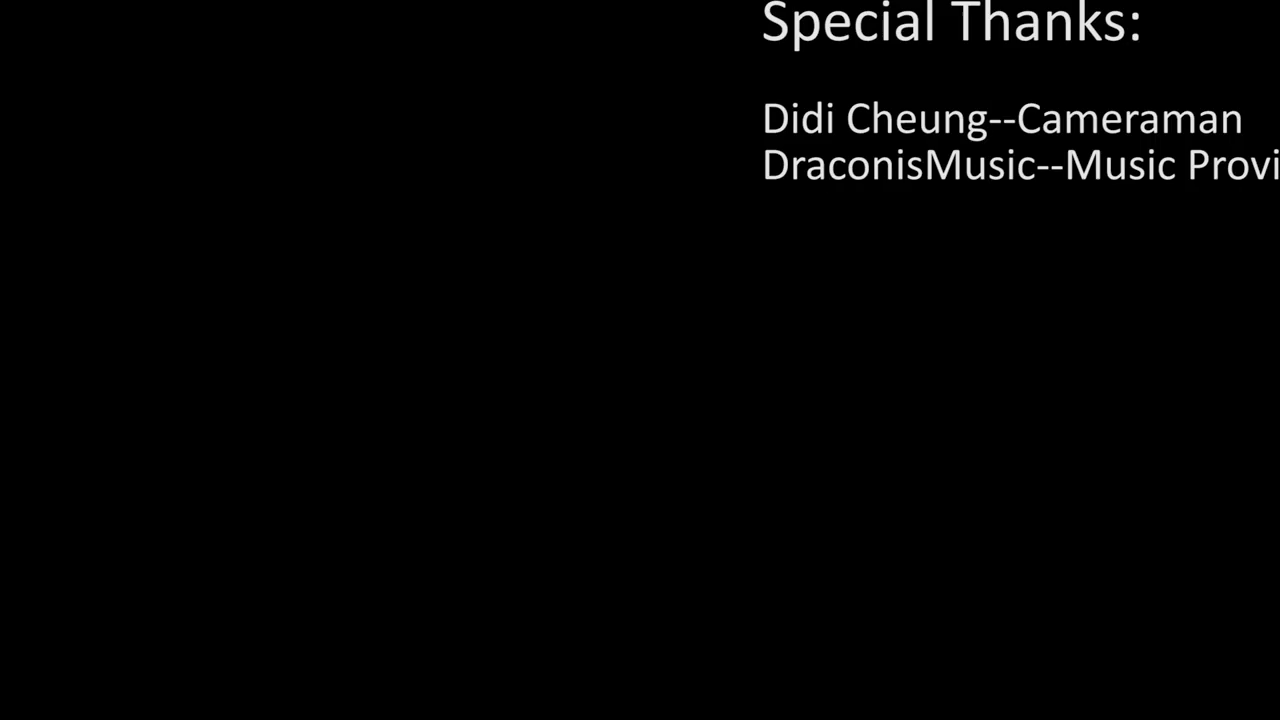 Special Thanks:
Didi Cheung--Cameraman
DraconisMusic--Music Provi